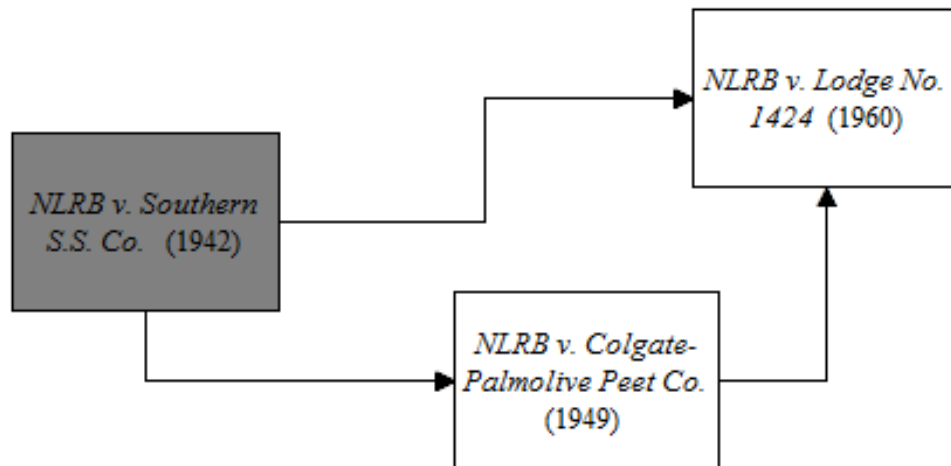 NLRB v. Lodge No.
1424 (1960)
NLRB v. Southern
S.S. Co. (1942)
NLRB v. Colgate-
Palmolive Peet Co.
(1949)